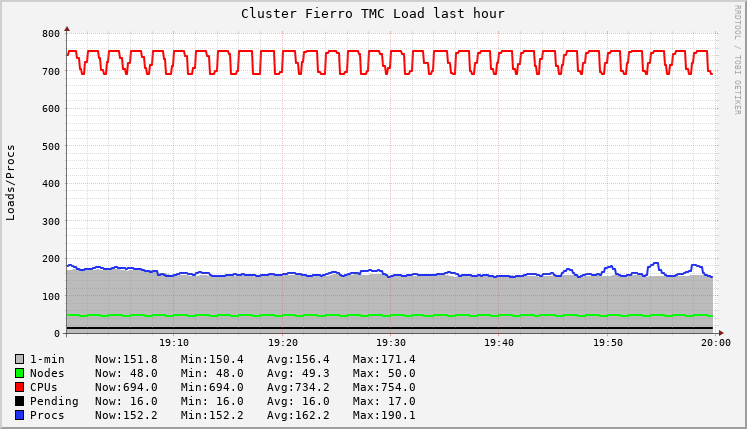 Cluster Fierro TMC Load last hour
RRDTOOL / TOBI OETIKER
Loads/Procs
800
700
600
500
400
300
200
100
0
19:10 19:20 19:30 19:40 19:50 20:00
1-min Now:151.8 Min:150.4 Avg:156.4 Max:171.4
Nodes Now: 48.0 Min: 48.0 Avg: 49.3 Max: 50.0
CPUs Now:694.0 Min:694.0 Avg:734.2 Max:754.0
Pending Now: 16.0 Min: 16.0 Avg: 16.0 Max: 17.0
Procs Now:152.2 Min:152.2 Avg:162.2 Max:190.1